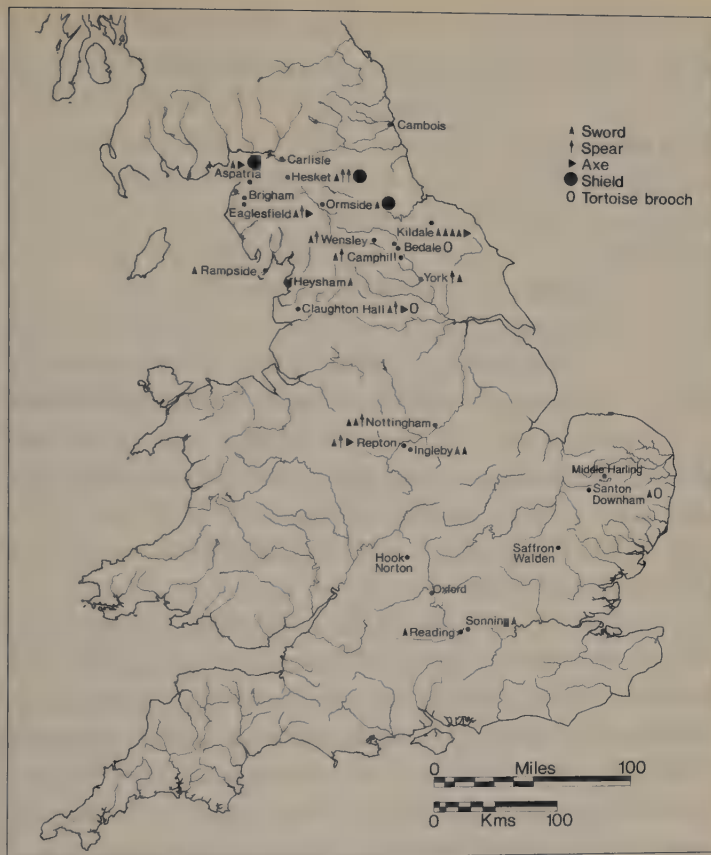 Cambois
Sword
Spear
Axe
Shield
Tortoise brooch
Carlisle
Aspatria
Hesket
Brigham
Ormside
Eaglesfield
Kildale
Wensley
Bedale
Camphill
Rampside
York
Heysham
Claughton Hall
Nottingham
Repton
Ingleby
Middle Harling
Santon
Downham
Hook
Norton
Saffron
Walden
Oxford
Sonning
Reading
0 Miles 100
0 Kms 100